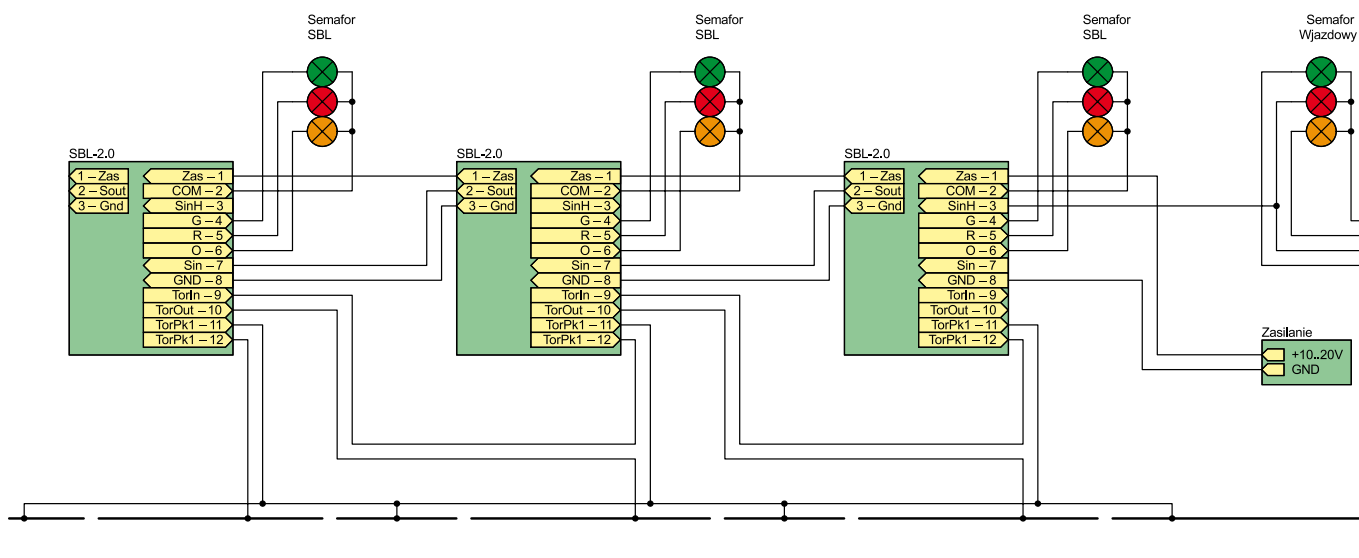 Semafor
SBL
Semafor
SBL
Semafor
SBL
Semafor
Wjazdowy
SBL-2.0
1 – Zas
2 – Sout
3 – Gnd
Zas – 1
COM – 2
SinH – 3
G – 4
R – 5
O – 6
Sin – 7
GND – 8
TorIn – 9
TorOut – 10
TorPk1 – 11
TorPk1 – 12
SBL-2.0
1 – Zas
2 – Sout
3 – Gnd
Zas – 1
COM – 2
SinH – 3
G – 4
R – 5
O – 6
Sin – 7
GND – 8
TorIn – 9
TorOut – 10
TorPk1 – 11
TorPk1 – 12
SBL-2.0
1 – Zas
2 – Sout
3 – Gnd
Zas – 1
COM – 2
SinH – 3
G – 4
R – 5
O – 6
Sin – 7
GND – 8
TorIn – 9
TorOut – 10
TorPk1 – 11
TorPk1 – 12
Zasilanie
+10..20V
GND